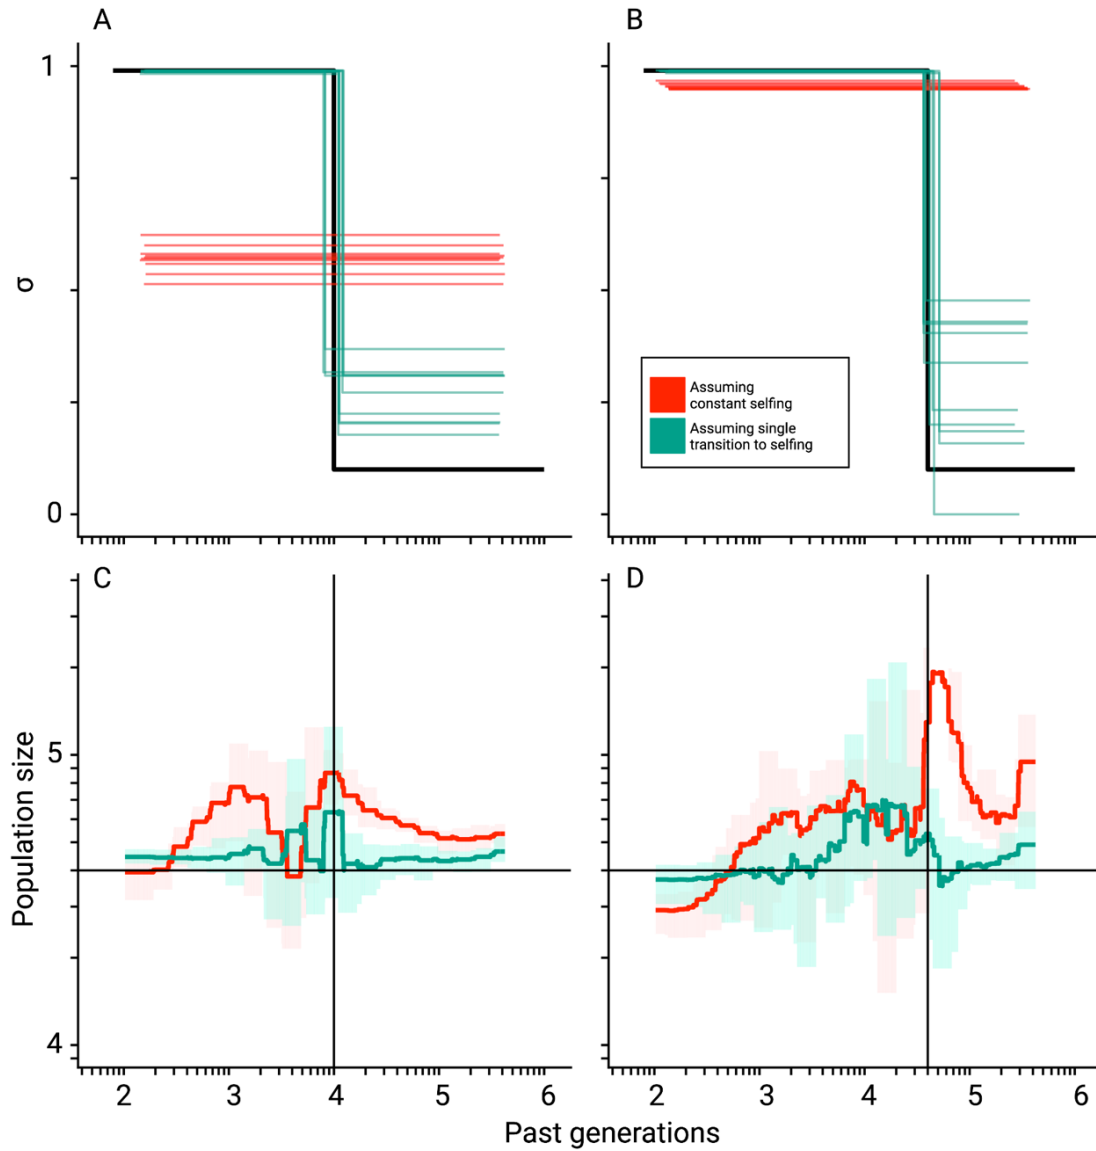 A
B
1
σ
0
Assuming
constant selfing
Assuming single
transition to selfing
C
D
Population size
5
4
2 3 4 5 6
2 3 4 5 6
Past generations